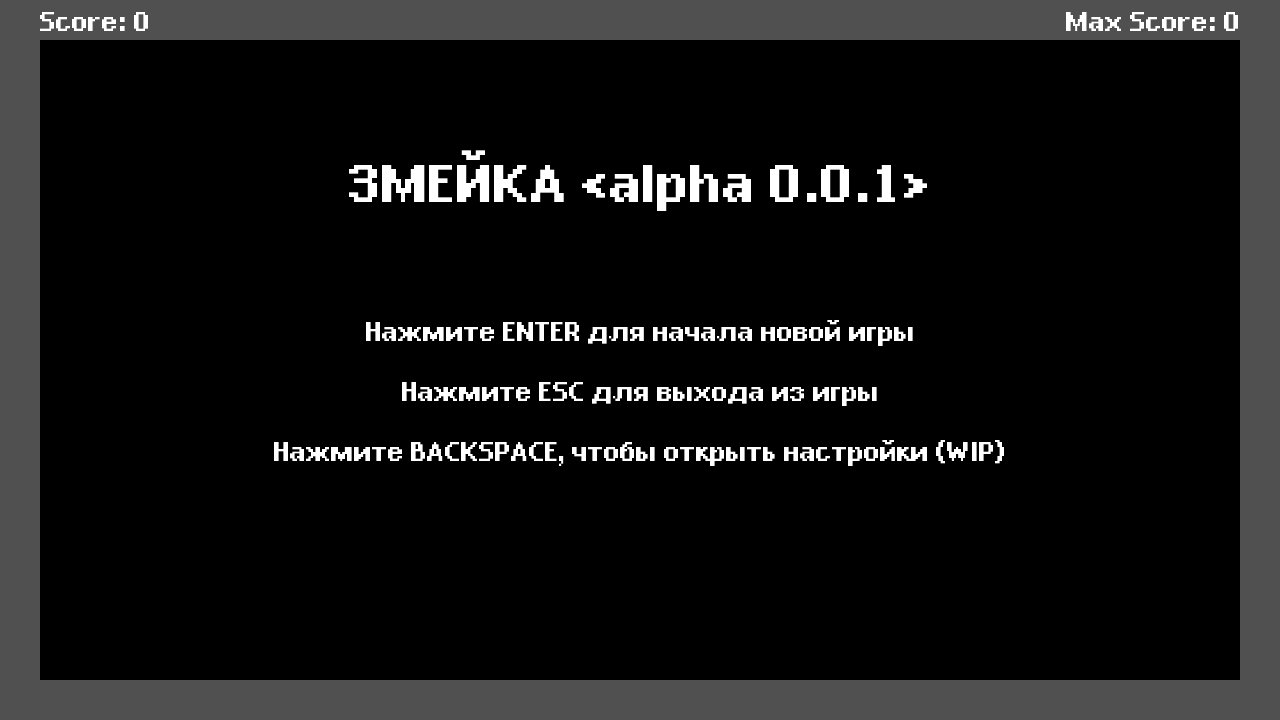 Score: 0
Max Score: 0
ЗМЕЙКА <alpha 0.0.1>
Нажмите ENTER для начала новой игры
Нажмите ESC для выхода из игры
Нажмите BACKSPACE, чтобы открыть настройки (WIP)